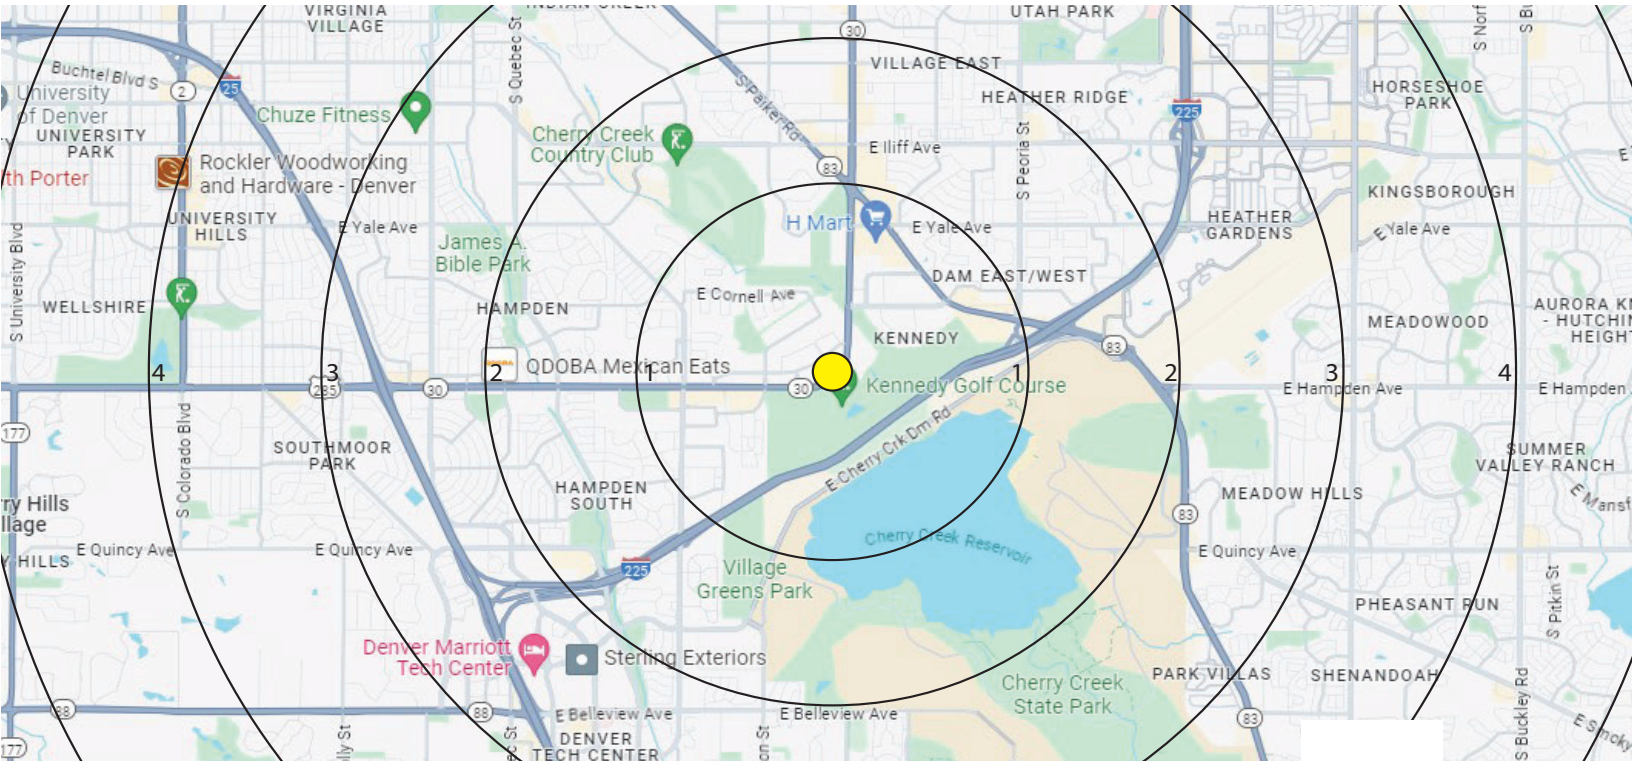 VIRGINIA
VILLAGE
INDIAN CREEK
UTAH PARK
S Quebec St
30
VILLAGE EAST
Buchtel Blvd S
2
25
University
of Denver
UNIVERSITY
PARK
Chuze Fitness
S Parker Rd
HEATHER RIDGE
225
HORSESHOE
PARK
Cherry Creek
Country Club
E Iliff Ave
83
S Peoria St
th Porter
Rockler Woodworking
and Hardware - Denver
KINGSBOROUGH
UNIVERSITY
HILLS
E Yale Ave
H Mart
E Yale Ave
HEATHER
GARDENS
E Yale Ave
S University Blvd
James A.
Bible Park
DAM EAST/WEST
WELLSHIRE
HAMPDEN
E Cornell Ave
KENNEDY
MEADOWOOD
AURORA KN
- HUTCHIN
HEIGHT
83
QDOBA Mexican Eats
4
3
2
1
1
2
3
4
285
30
30
Kennedy Golf Course
E Hampden Ave
E Hampden
177
S Colorado Blvd
E Cherry Crk Dm Rd
SOUTHMOOR
PARK
SUMMER
VALLEY RANCH
HAMPDEN
SOUTH
MEADOW HILLS
E Mansf
rry Hills
llage
83
Cherry Creek Reservoir
E Quincy Ave
E Quincy Ave
E Quincy Ave
Y HILLS
225
Village
Greens Park
S Pitkin St
PHEASANT RUN
Denver Marriott
Tech Center
Sterling Exteriors
PARK VILLAS
SHENANDOAH
Cherry Creek
State Park
88
88
E Belleview Ave
E Belleview Ave
83
S Buckley Rd
E Smoky
177
DENVER
TECH CENTER